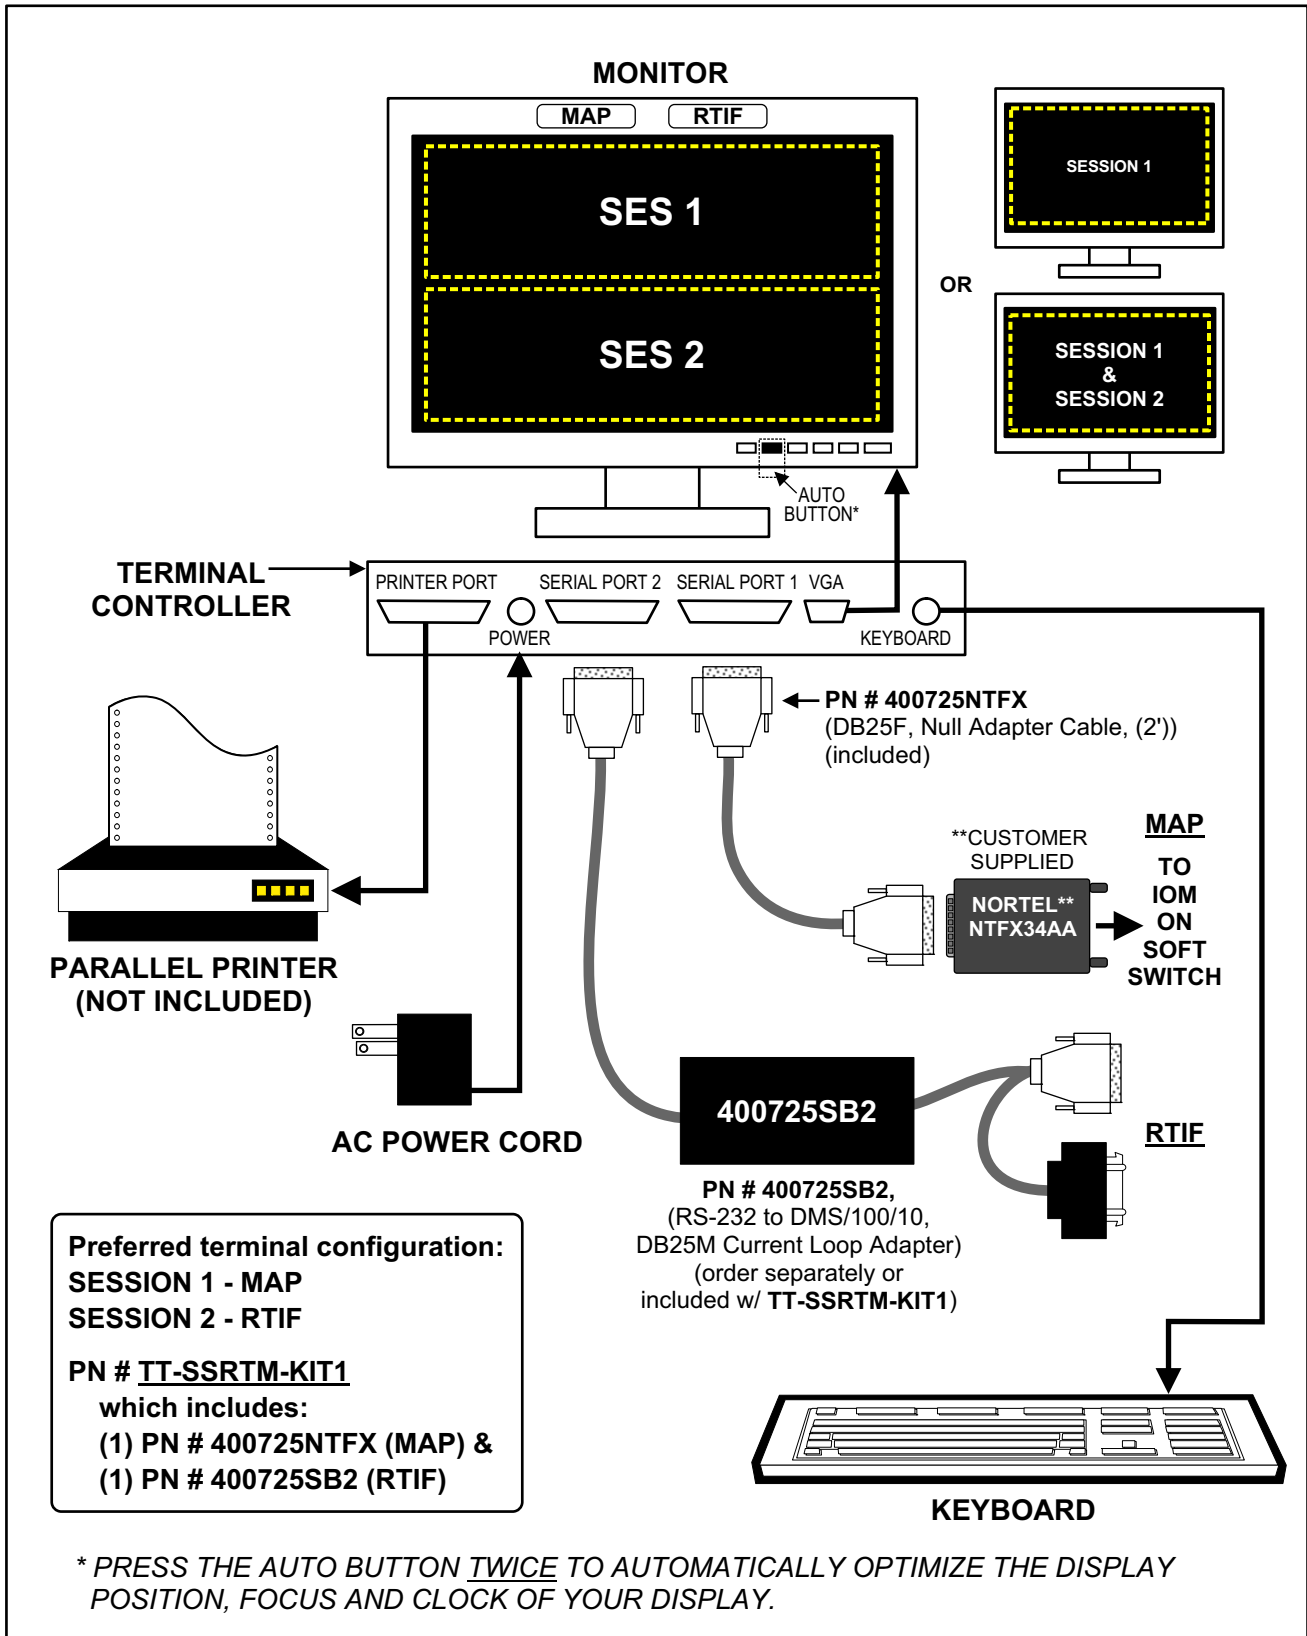 MONITOR
MAP
RTIF
SES 1
SES 2
SESSION 1
OR
SESSION 1
&
SESSION 2
AUTO
BUTTON*
TERMINAL
CONTROLLER
PRINTER PORT
POWER
SERIAL PORT 2
SERIAL PORT 1
VGA
KEYBOARD
PN # 400725NTFX
(DB25F, Null Adapter Cable, (2'))
(included)
**CUSTOMER
SUPPLIED
NORTEL**
NTFX34AA
MAP
TO
IOM
ON
SOFT
SWITCH
PARALLEL PRINTER
(NOT INCLUDED)
AC POWER CORD
400725SB2
RTIF
PN # 400725SB2,
(RS-232 to DMS/100/10,
DB25M Current Loop Adapter)
(order separately or
included w/ TT-SSRTM-KIT1)
Preferred terminal configuration:
SESSION 1 - MAP
SESSION 2 - RTIF
PN # TT-SSRTM-KIT1
which includes:
(1) PN # 400725NTFX (MAP) &
(1) PN # 400725SB2 (RTIF)
KEYBOARD
* PRESS THE AUTO BUTTON TWICE TO AUTOMATICALLY OPTIMIZE THE DISPLAY
POSITION, FOCUS AND CLOCK OF YOUR DISPLAY.